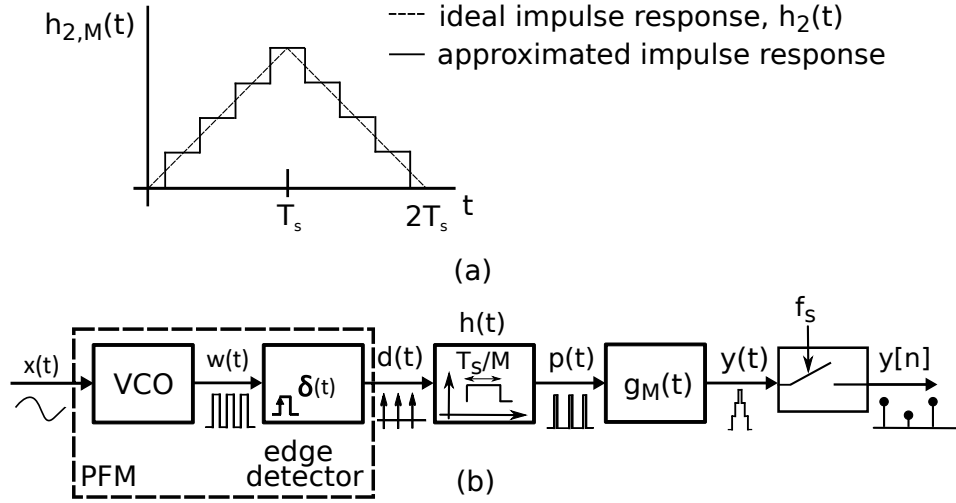 h2,M(t)
ideal impulse response, h2(t)
approximated impulse response
Ts
2Ts
t
(a)
x(t)
VCO
w(t)
δ(t)
edge
detector
PFM
d(t)
h(t)
Ts/M
p(t)
gM(t)
y(t)
fs
y[n]
(b)